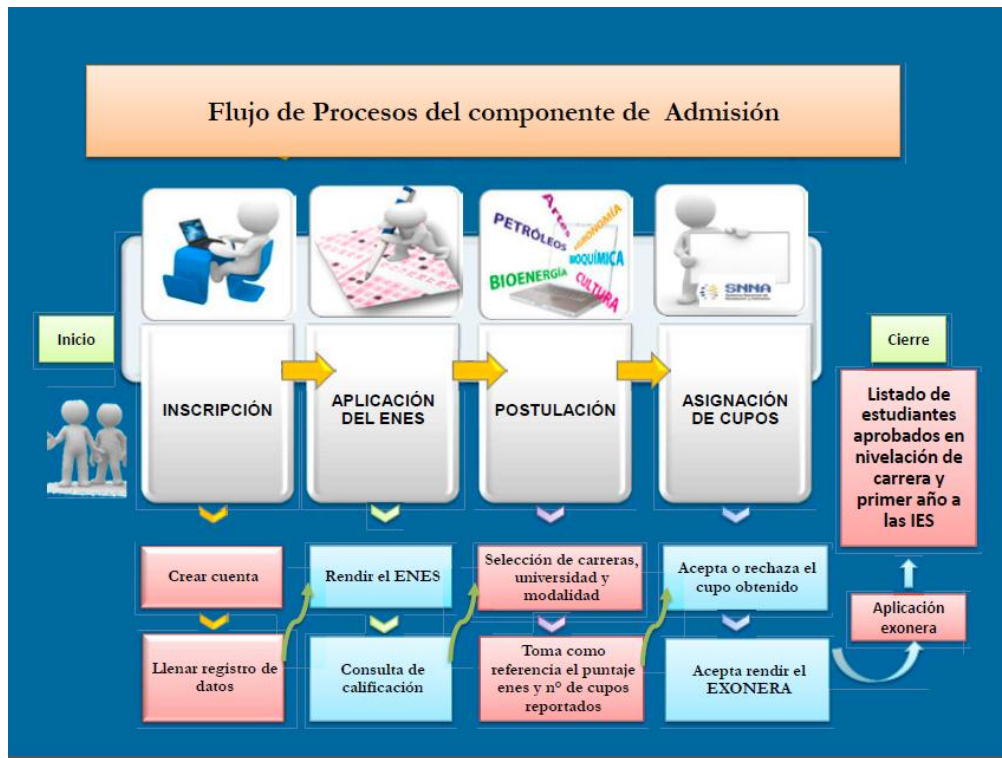 Flujo de Procesos del componente de Admisión
Artes
PETRÓLEOS
AGRONOMÍA
BIOQUÍMICA
BIOENERGÍA
CULTURA
SNNA
Inicio
INSCRIPCIÓN
APLICACIÓN
DEL ENES
POSTULACIÓN
ASIGNACIÓN
DE CUPOS
Cierre
Listado de
estudiantes
aprobados en
nivelación de
carrera y
primer año a
las IES
Crear cuenta
Rendir el ENES
Selección de carreras,
universidad y
modalidad
Acepta o rechaza el
cupo obtenido
Aplicación
exonera
Llenar registro de
datos
Consulta de
calificación
Toma como
referencia el puntaje
enes y n° de cupos
reportados
Acepta rendir el
EXONERA